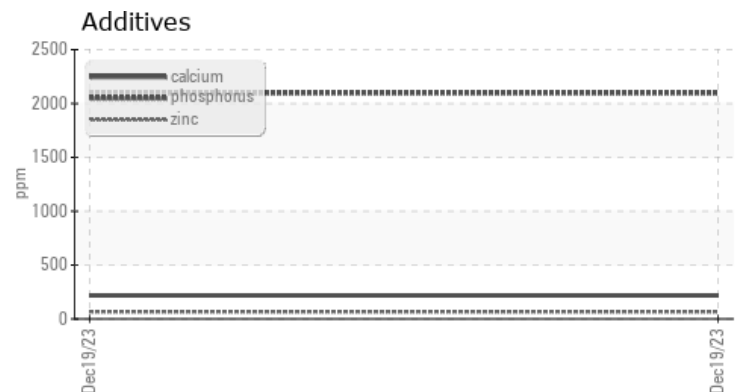 Additives
2500
2000
1500
1000
500
0
ppm
calcium
phosphorus
zinc
Dec19/23
Dec19/23